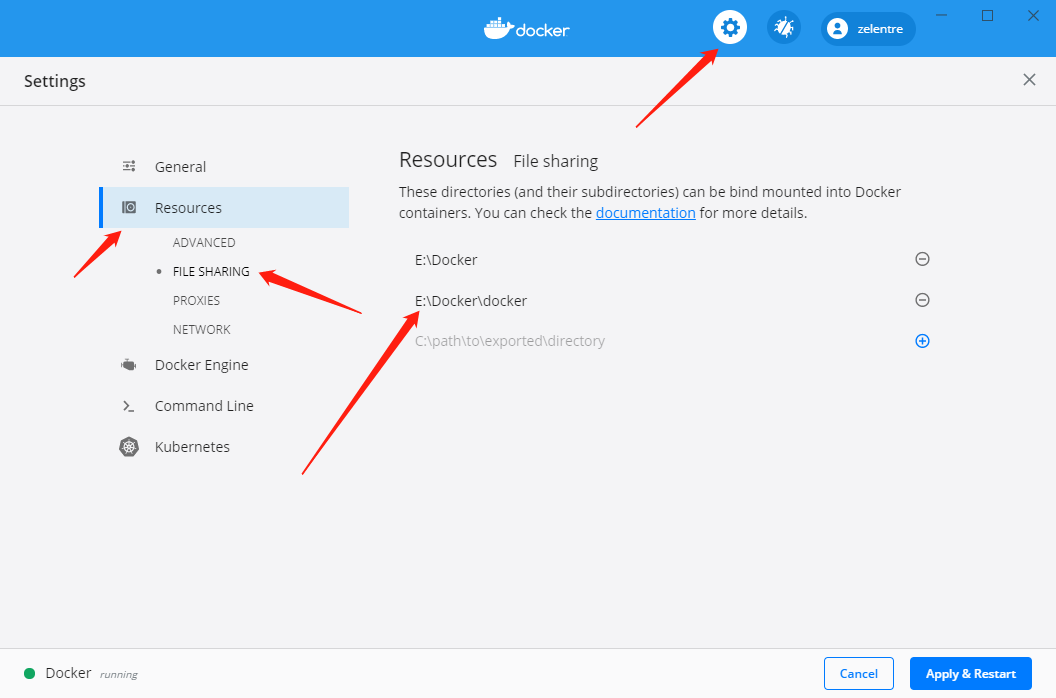 docker
zelentre
Settings
General
Resources
ADVANCED
FILE SHARING
PROXIES
NETWORK
Docker Engine
Command Line
Kubernetes
Resources File sharing
These directories (and their subdirectories) can be bind mounted into Docker
containers. You can check the documentation for more details.
E:\Docker
E:\Docker\docker
C:\path\to\exported\directory
Docker running
Cancel
Apply & Restart